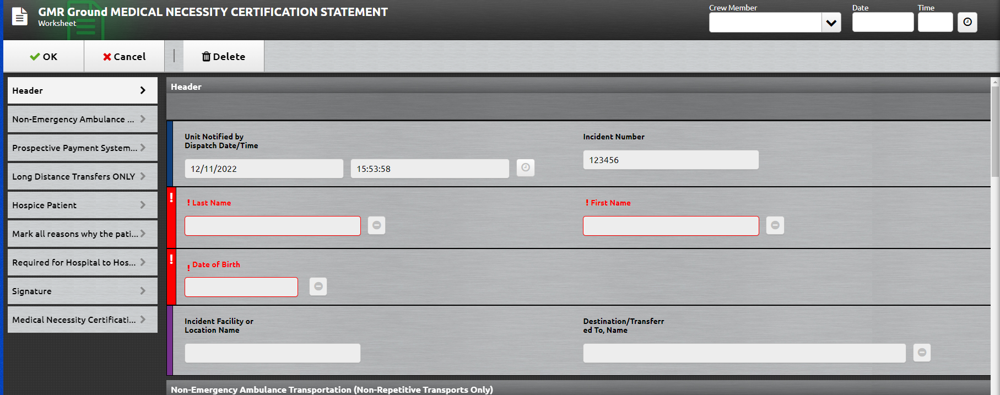 GMR Ground MEDICAL NECESSITY CERTIFICATION STATEMENT
Worksheet
Crew Member
Date
Time
OK
Cancel
Delete
Header
Non-Emergency Ambulance ...
Prospective Payment System...
Long Distance Transfers ONLY
Hospice Patient
Mark all reasons why the pati...
Required for Hospital to Hos...
Signature
Medical Necessity Certificati...
Header
Unit Notified by
Dispatch Date/Time
12/11/2022
15:53:58
Incident Number
123456
! ! Last Name
! First Name
! ! Date of Birth
Incident Facility or
Location Name
Destination/Transferr
ed To, Name
Non-Emergency Ambulance Transportation (Non-Repetitive Transports Only)